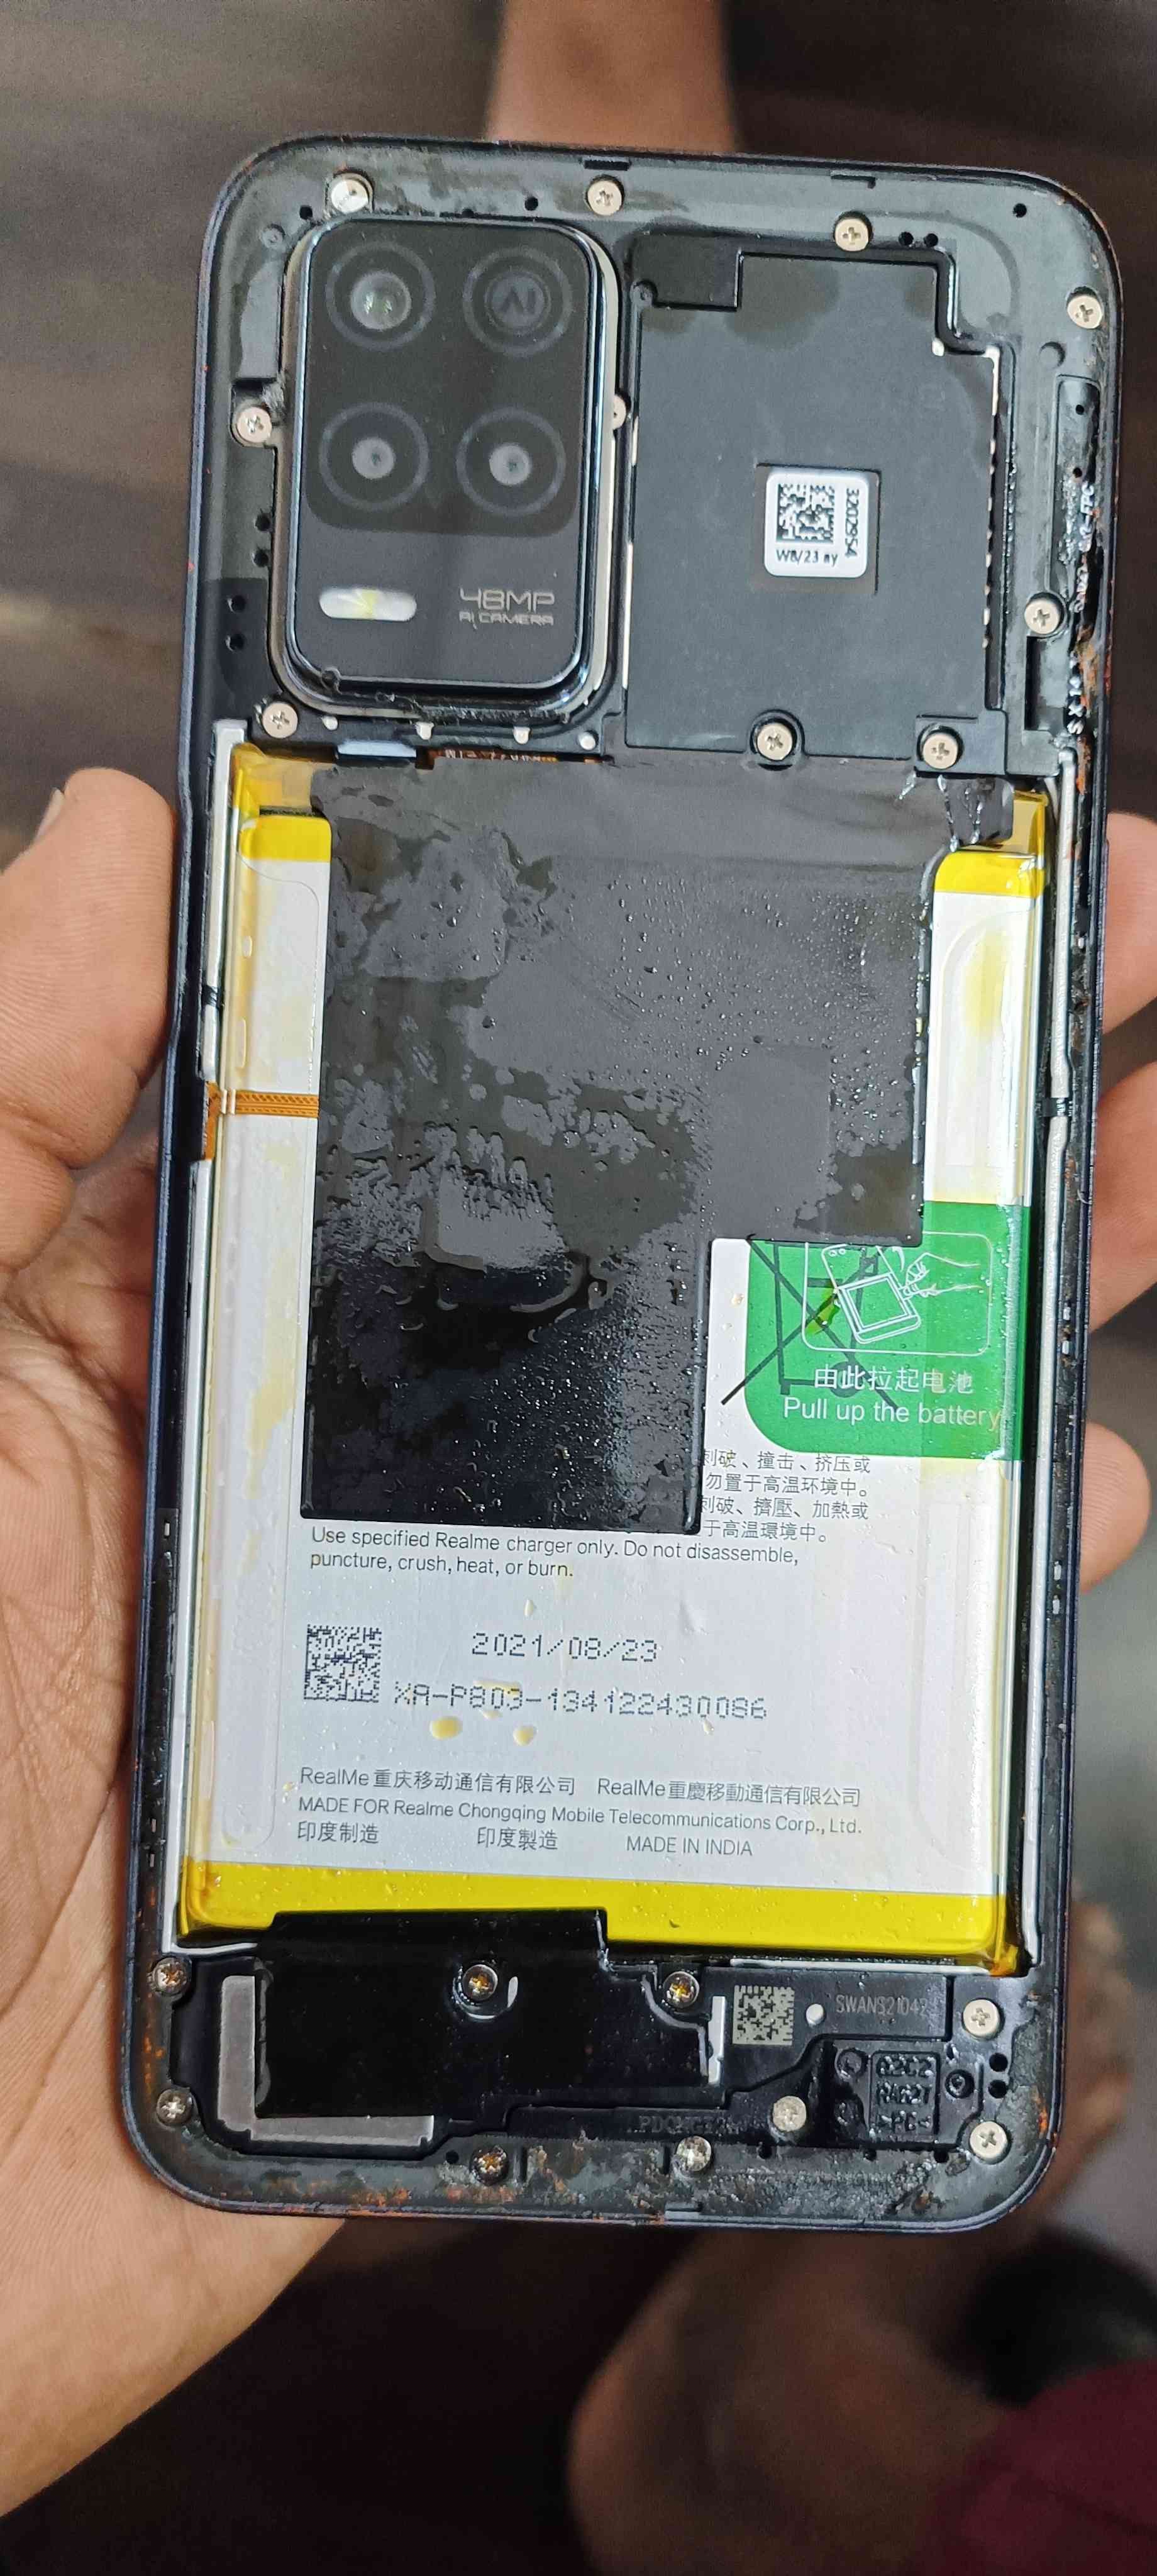 AI
48MP
AI CAMERA
3202954
W8/23 ay
由此拉起电池
Pull up the battery
刺破、撞击、挤压或
勿置于高温环境中。
刺破、擠壓、加熱或
于高溫環境中。
Use specified Realme charger only. Do not disassemble,
puncture, crush, heat, or burn.
2021/08/23
XA-P803-134122430086
RealMe重庆移动通信有限公司 RealMe重慶移動通信有限公司
MADE FOR Realme Chongqing Mobile Telecommunications Corp., Ltd.
印度制造 印度製造 MADE IN INDIA